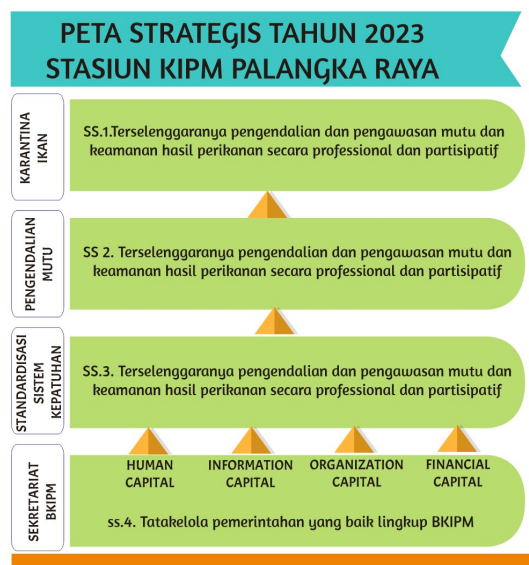 PETA STRATEGIS TAHUN 2023
STASIUN KIPM PALANGKA RAYA
KARANTINA
IKAN
SS.1.Terselenggaranya pengendalian dan pengawasan mutu dan
keamanan hasil perikanan secara professional dan partisipatif
PENGENDALIAN
MUTU
SS 2. Terselenggaranya pengendalian dan pengawasan mutu dan
keamanan hasil perikanan secara professional dan partisipatif
STANDARDISASI
SISTEM
KEPATUHAN
SS.3. Terselenggaranya pengendalian dan pengawasan mutu dan
keamanan hasil perikanan secara professional dan partisipatif
SEKRETARIAT
BKIPM
HUMAN
CAPITAL
INFORMATION
CAPITAL
ORGANIZATION
CAPITAL
FINANCIAL
CAPITAL
ss.4. Tatakelola pemerintahan yang baik lingkup BKIPM